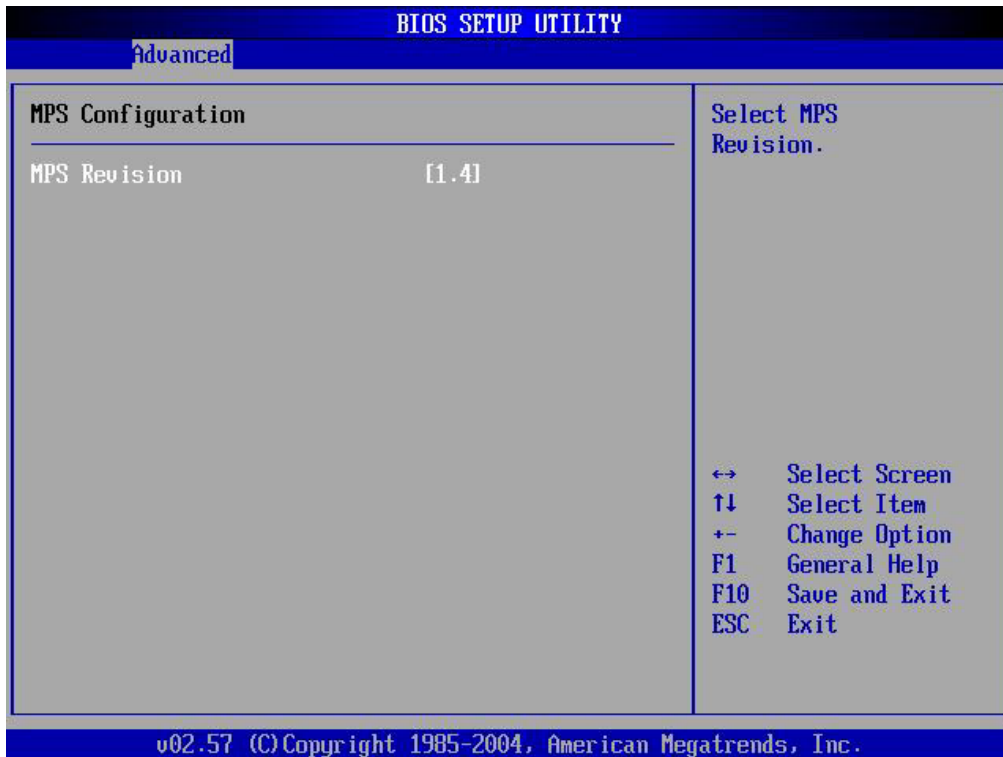 BIOS SETUP UTILITY
Advanced
MPS Configuration
MPS Revision [1.4]
Select MPS
Revision.
↔ Select Screen
↑↓ Select Item
+- Change Option
F1 General Help
F10 Save and Exit
ESC Exit
v02.57 (C)Copyright 1985-2004, American Megatrends, Inc.